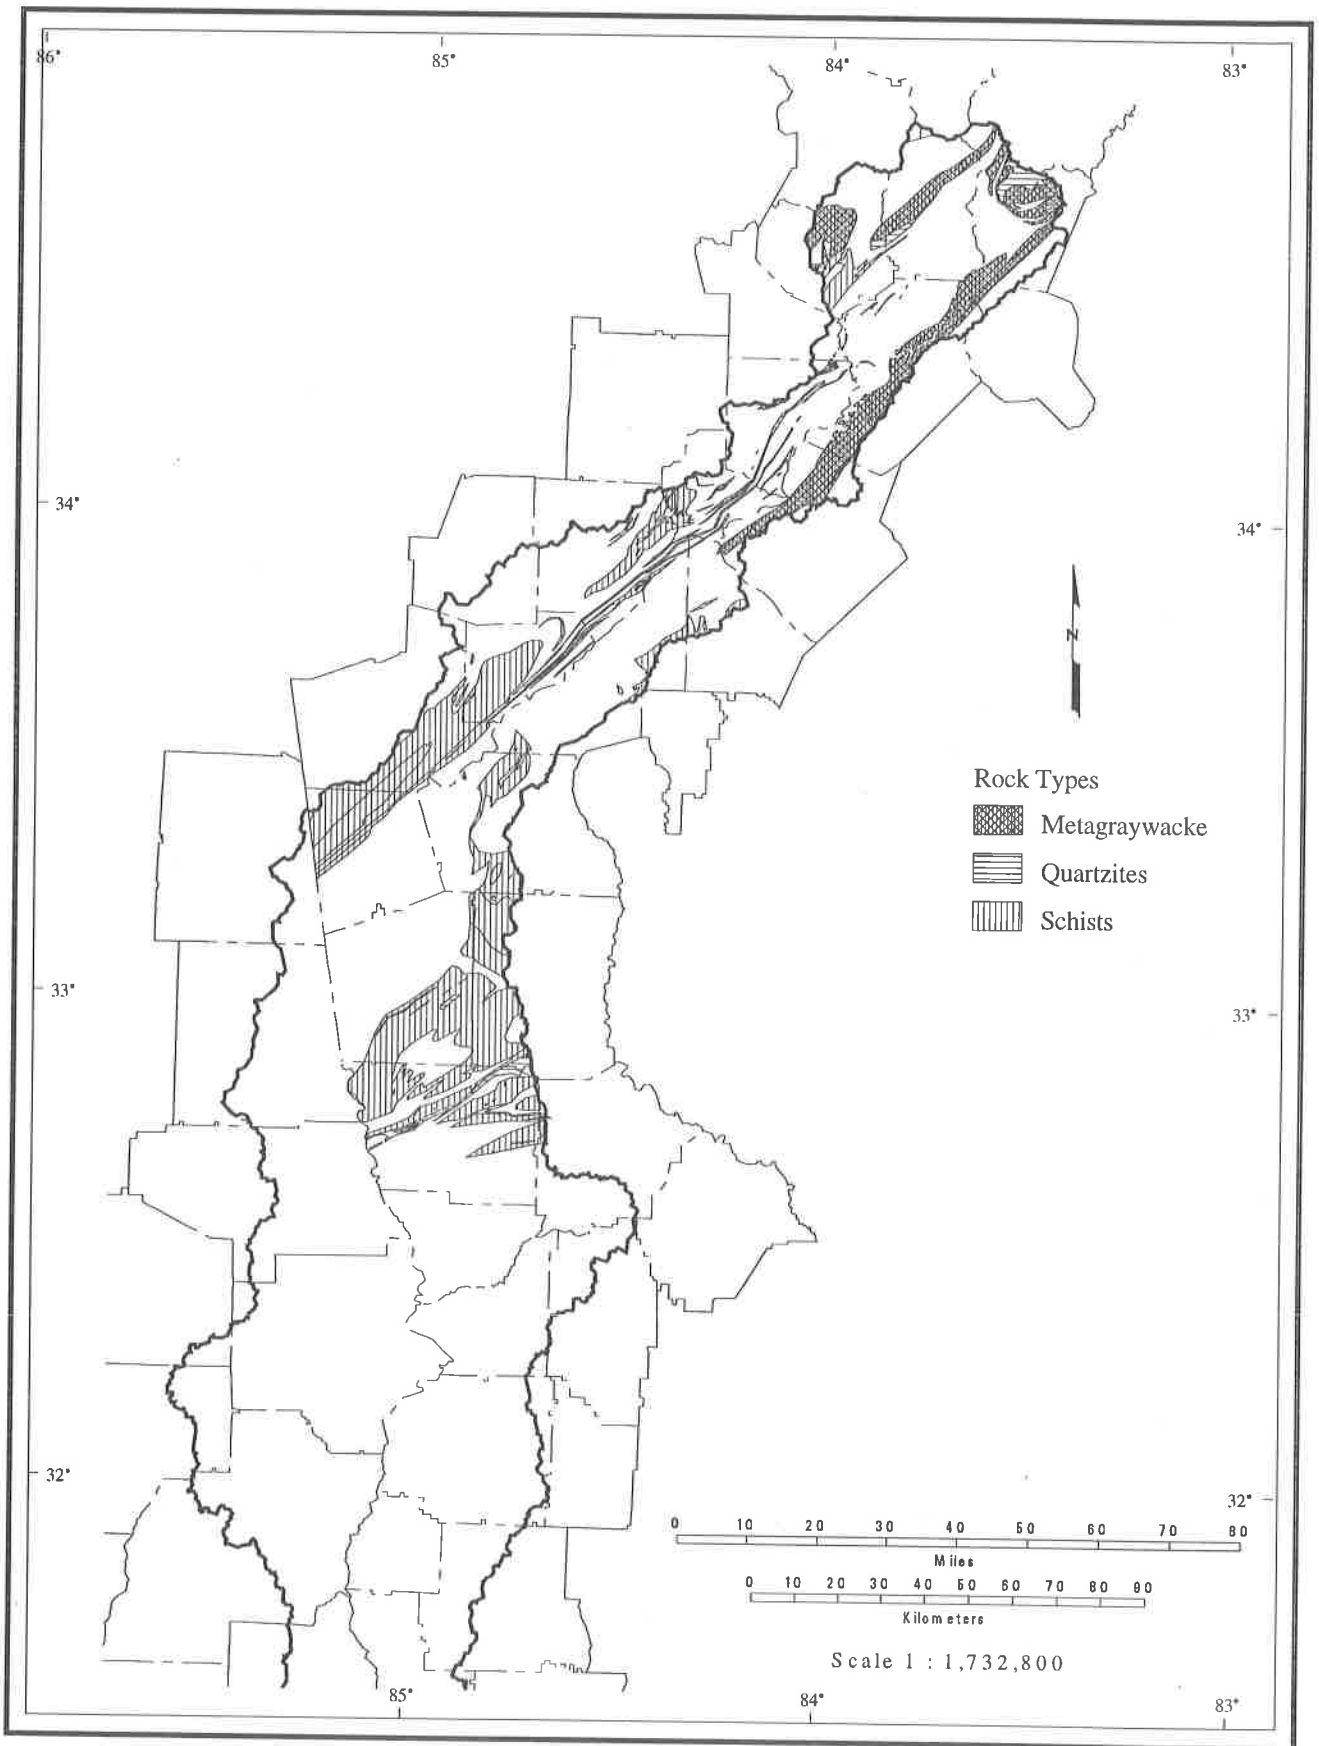 86°
85°
84°
83°
34°
34°
N
Rock Types
Metagraywacke
Quartzites
Schists
33°
33°
32°
32°
0 10 20 30 40 50 60 70 80
Miles
0 10 20 30 40 50 60 70 80 90
Kilometers
Scale 1 : 1,732,800
85°
84°
83°